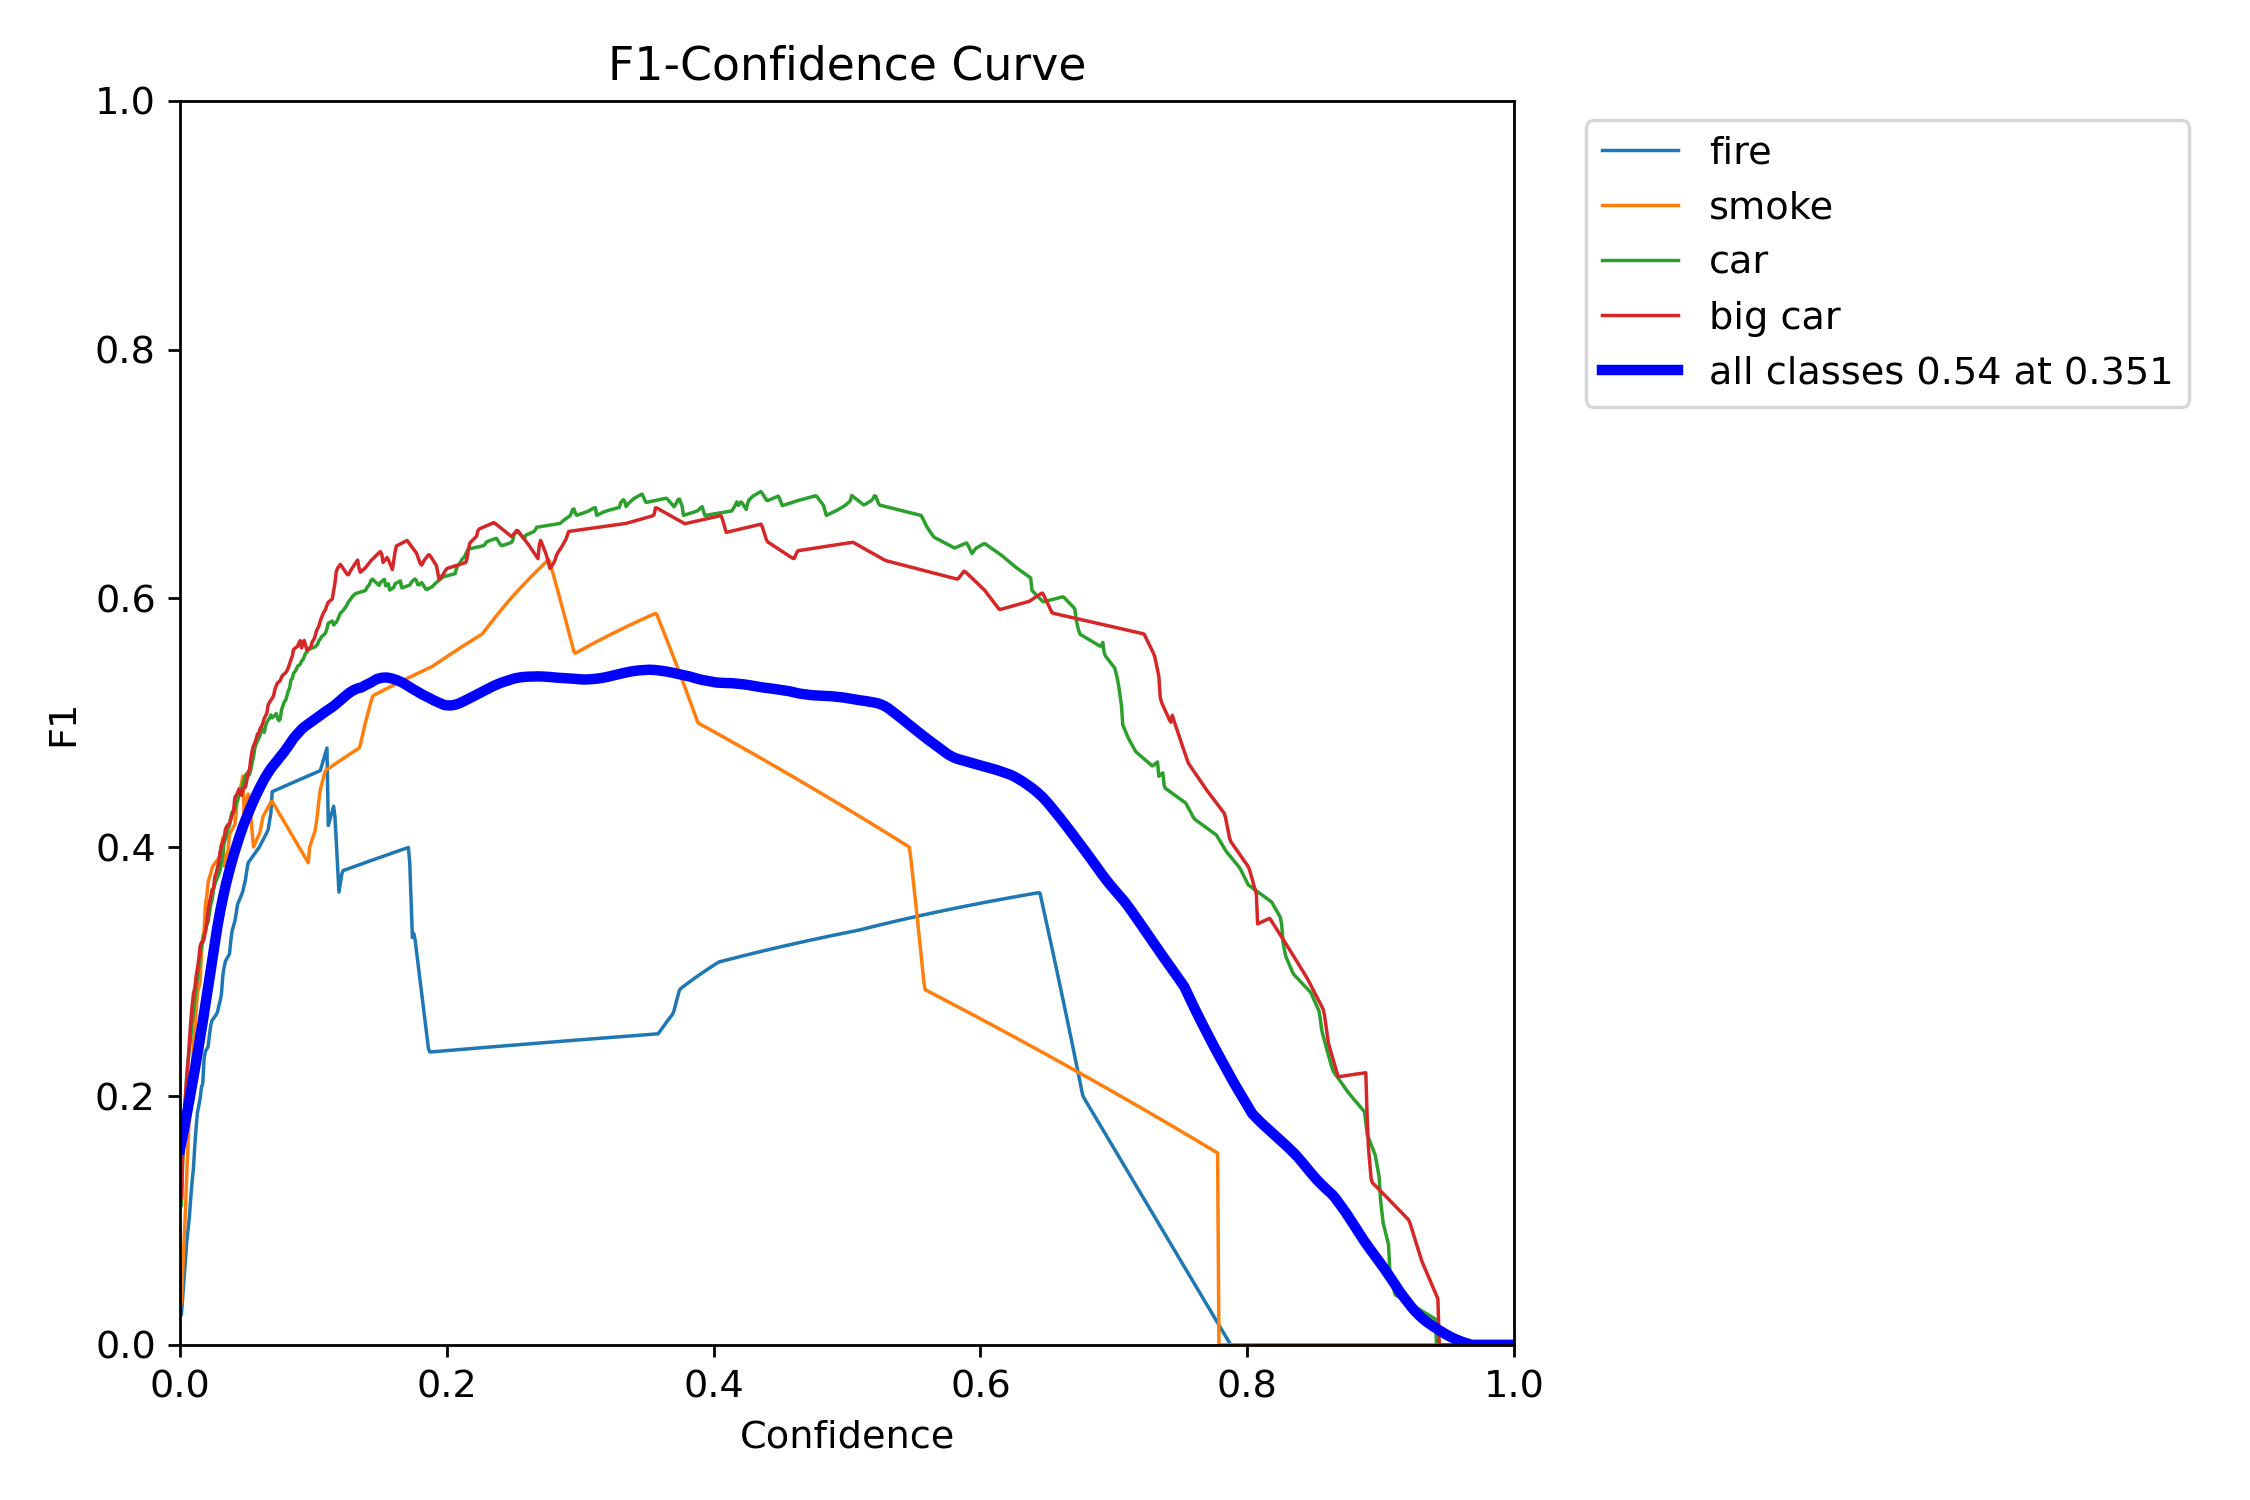 F1-Confidence Curve
1.0
0.8
0.6
0.4
0.2
0.0
F1
0.0 0.2 0.4 0.6 0.8 1.0
Confidence
fire
smoke
car
big car
all classes 0.54 at 0.351